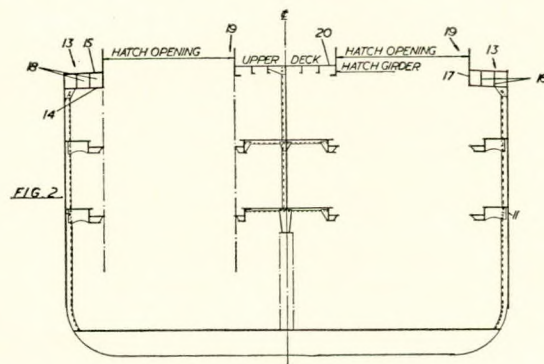 ℄
19
20
19
13
15
HATCH OPENING
HATCH OPENING
13
18
UPPER DECK
HATCH GIRDER
17
14
FIG. 2
11